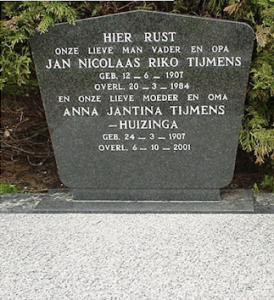 HIER RUST
ONZE LIEVE MAN VADER EN OPA
JAN NICOLAAS RIKO TIJMENS
GEB. 12-6-1907
OVERL. 20-3-1984
EN ONZE LIEVE MOEDER EN OMA
ANNA JANTINA TIJMENS
-HUIZINGA
GEB. 24-3-1907
OVERL. 6-10-2001